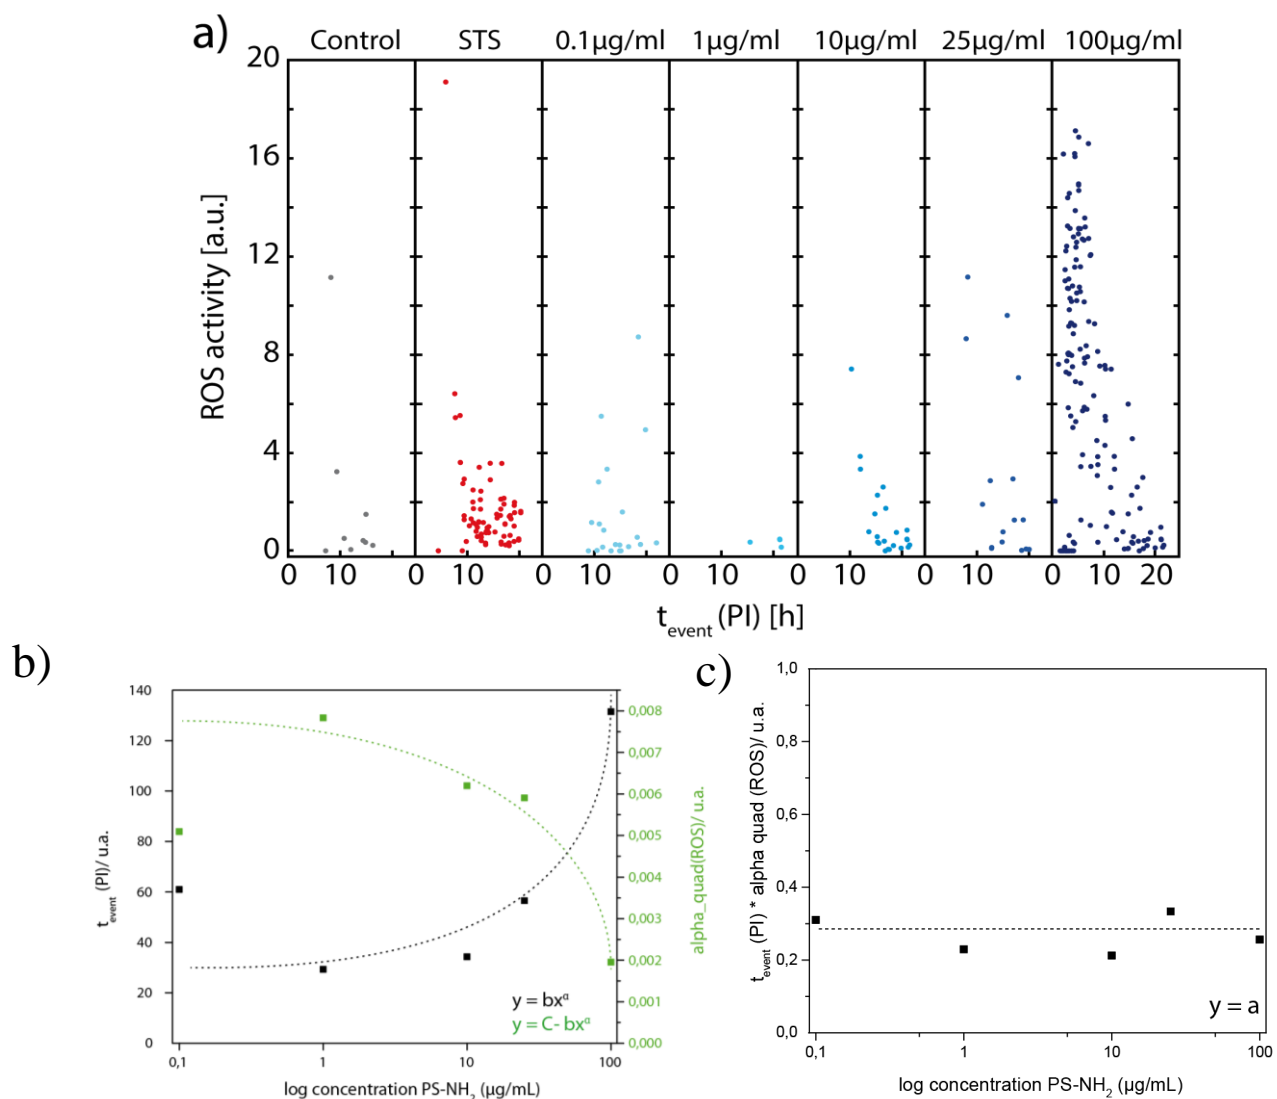 a)
Control STS 0.1µg/ml 1µg/ml 10µg/ml 25µg/ml 100µg/ml
20
16
12
8
4
0
ROS activity [a.u.]
0 10 0 10 0 10 0 10 0 10 0 10 0 10 20
t_event (PI) [h]
b)
140
120
100
80
60
40
20
0
t_event (PI)/ u.a.
0,008
0,007
0,006
0,005
0,004
0,003
0,002
0,001
0,000
alpha_quad(ROS)/ u.a.
y = bx^α
y = C- bx^α
0,1 1 10 100
log concentration PS-NH₂ (µg/mL)
c)
1,0
0,8
0,6
0,4
0,2
0,0
t_event (PI) * alpha quad (ROS)/ u.a.
y = a
0,1 1 10 100
log concentration PS-NH₂ (µg/mL)